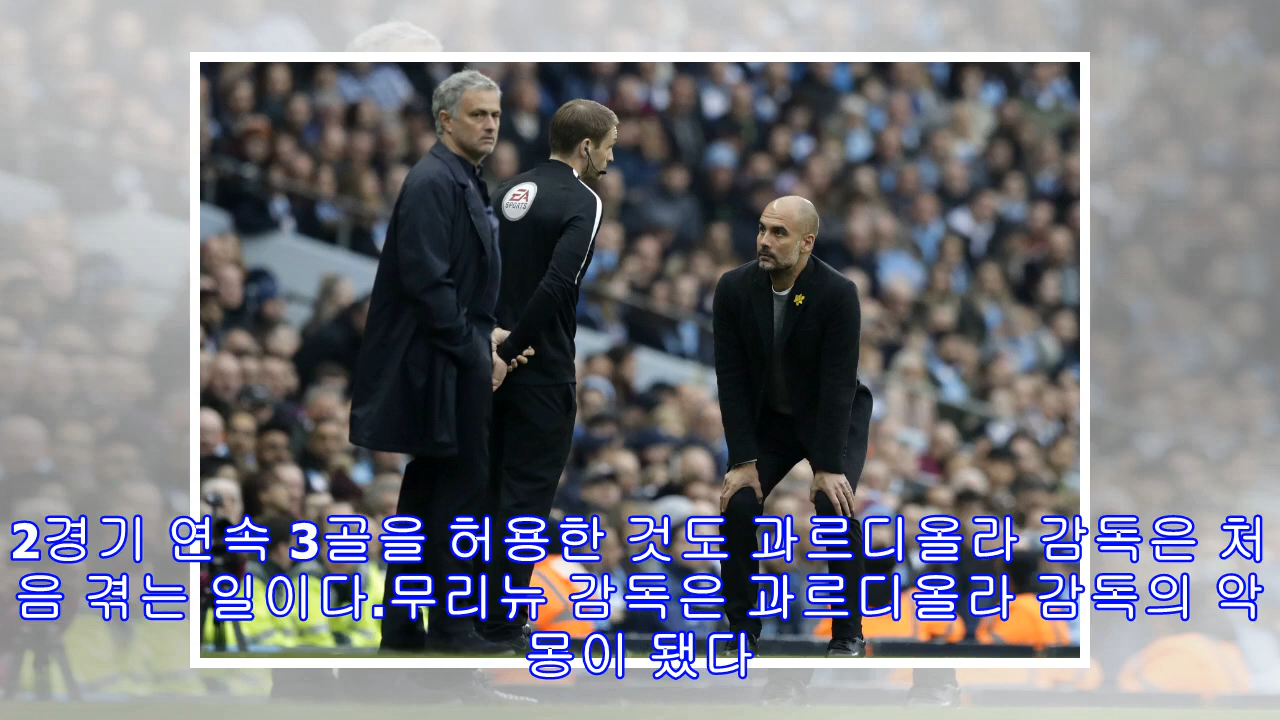 EA
SPORTS
2경기 연속 3골을 허용한 것도 과르디올라 감독은 처
음 겪는 일이다.무리뉴 감독은 과르디올라 감독의 악
몽이 됐다